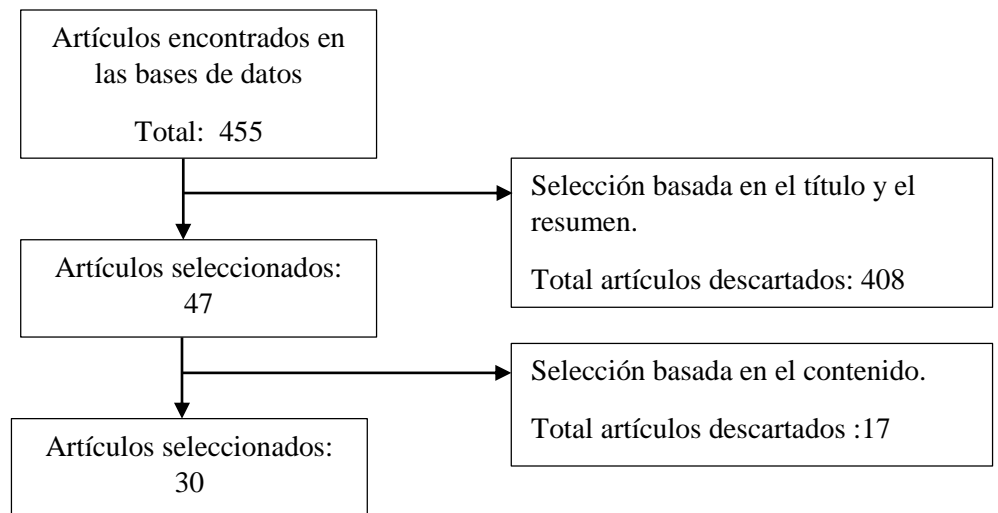 Artículos encontrados en
las bases de datos
Total: 455
Selección basada en el título y el
resumen.
Total artículos descartados: 408
Artículos seleccionados:
47
Selección basada en el contenido.
Total artículos descartados :17
Artículos seleccionados:
30